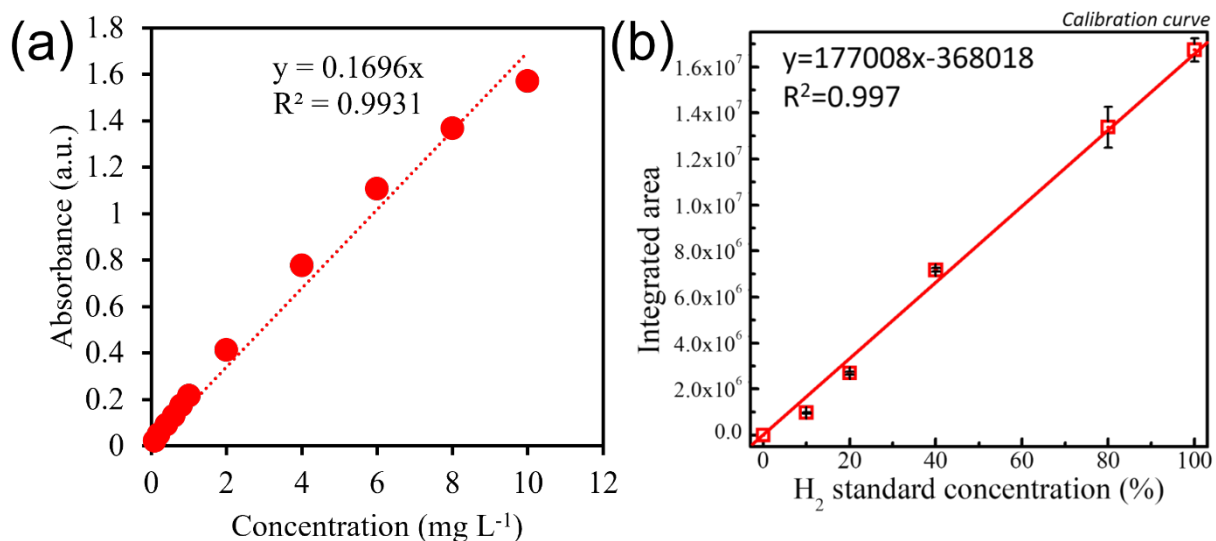 (a)
y = 0.1696x
R² = 0.9931
Absorbance (a.u.)
1.8
1.6
1.4
1.2
1
0.8
0.6
0.4
0.2
0
0 2 4 6 8 10 12
Concentration (mg L⁻¹)
(b)
Calibration curve
y=177008x-368018
R²=0.997
Integrated area
1.6x10⁷
1.4x10⁷
1.2x10⁷
1.0x10⁷
8.0x10⁶
6.0x10⁶
4.0x10⁶
2.0x10⁶
0.0
0 20 40 60 80 100
H₂ standard concentration (%)